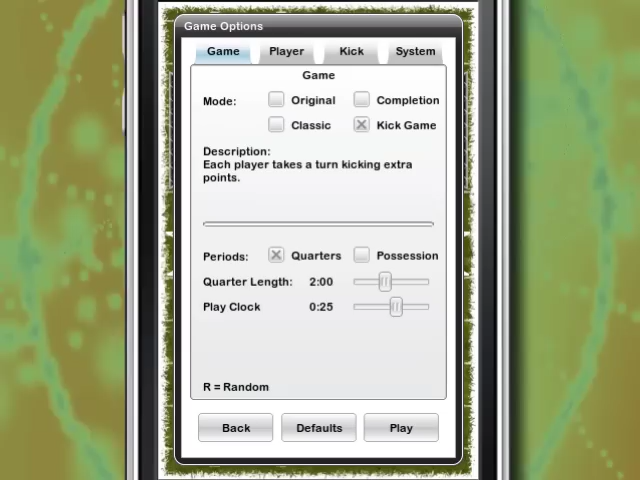 Game Options
Game Player Kick System
Game
Mode: Original Completion
Classic Kick Game
Description:
Each player takes a turn kicking extra
points.
Periods: Quarters Possession
Quarter Length: 2:00
Play Clock 0:25
R = Random
Back Defaults Play